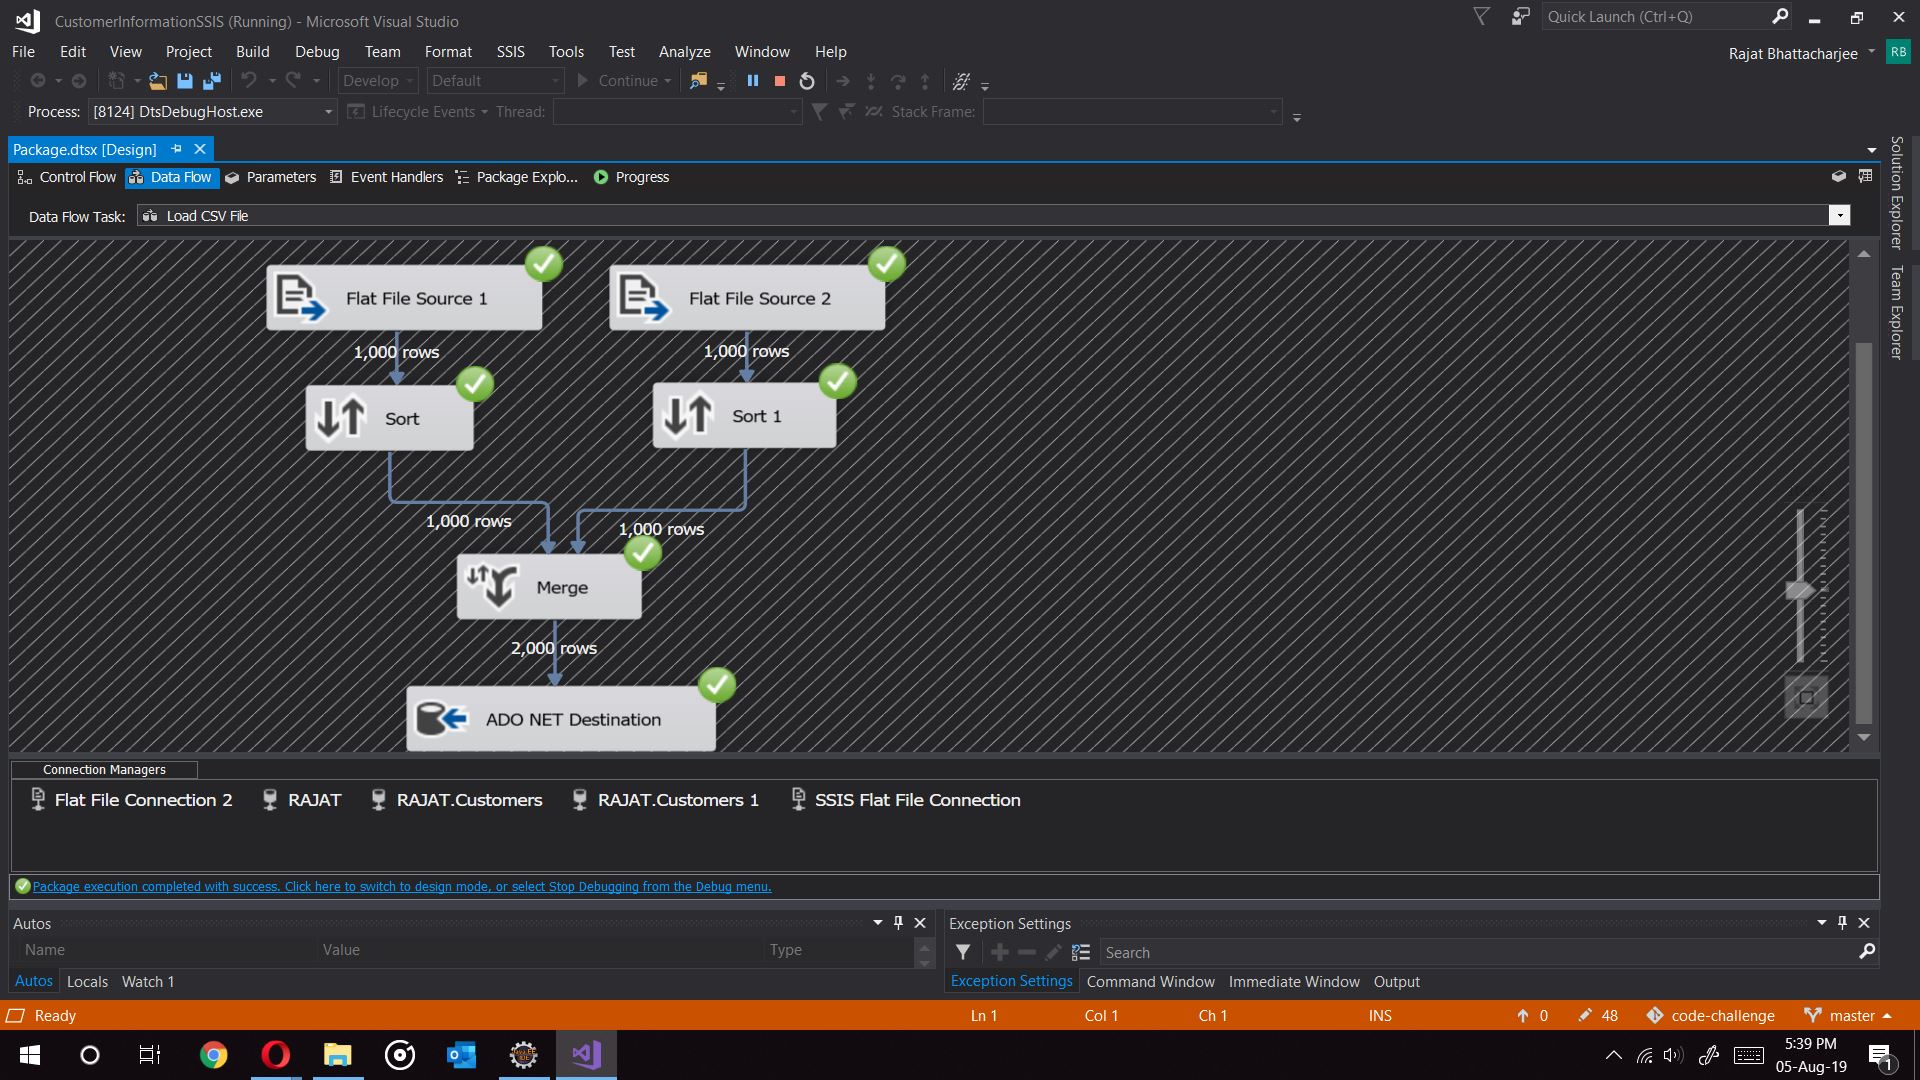 CustomerInformationSSIS (Running) - Microsoft Visual Studio
Quick Launch (Ctrl+Q)
File Edit View Project Build Debug Team Format SSIS Tools Test Analyze Window Help
Rajat Bhattacharjee RB
Develop Default Continue
Process: [8124] DtsDebugHost.exe Lifecycle Events Thread: Stack Frame:
Package.dtsx [Design]
Control Flow Data Flow Parameters Event Handlers Package Explo... Progress
Data Flow Task: Load CSV File
Solution Explorer
Team Explorer
Flat File Source 1
Flat File Source 2
1,000 rows
1,000 rows
Sort
Sort 1
1,000 rows
1,000 rows
Merge
2,000 rows
ADO NET Destination
Connection Managers
Flat File Connection 2 RAJAT RAJAT.Customers RAJAT.Customers 1 SSIS Flat File Connection
Package execution completed with success. Click here to switch to design mode, or select Stop Debugging from the Debug menu.
Autos
Name Value Type
Autos Locals Watch 1
Exception Settings
Search
Exception Settings Command Window Immediate Window Output
Ready Ln 1 Col 1 Ch 1 INS 0 48 code-challenge master
5:39 PM
05-Aug-19
1